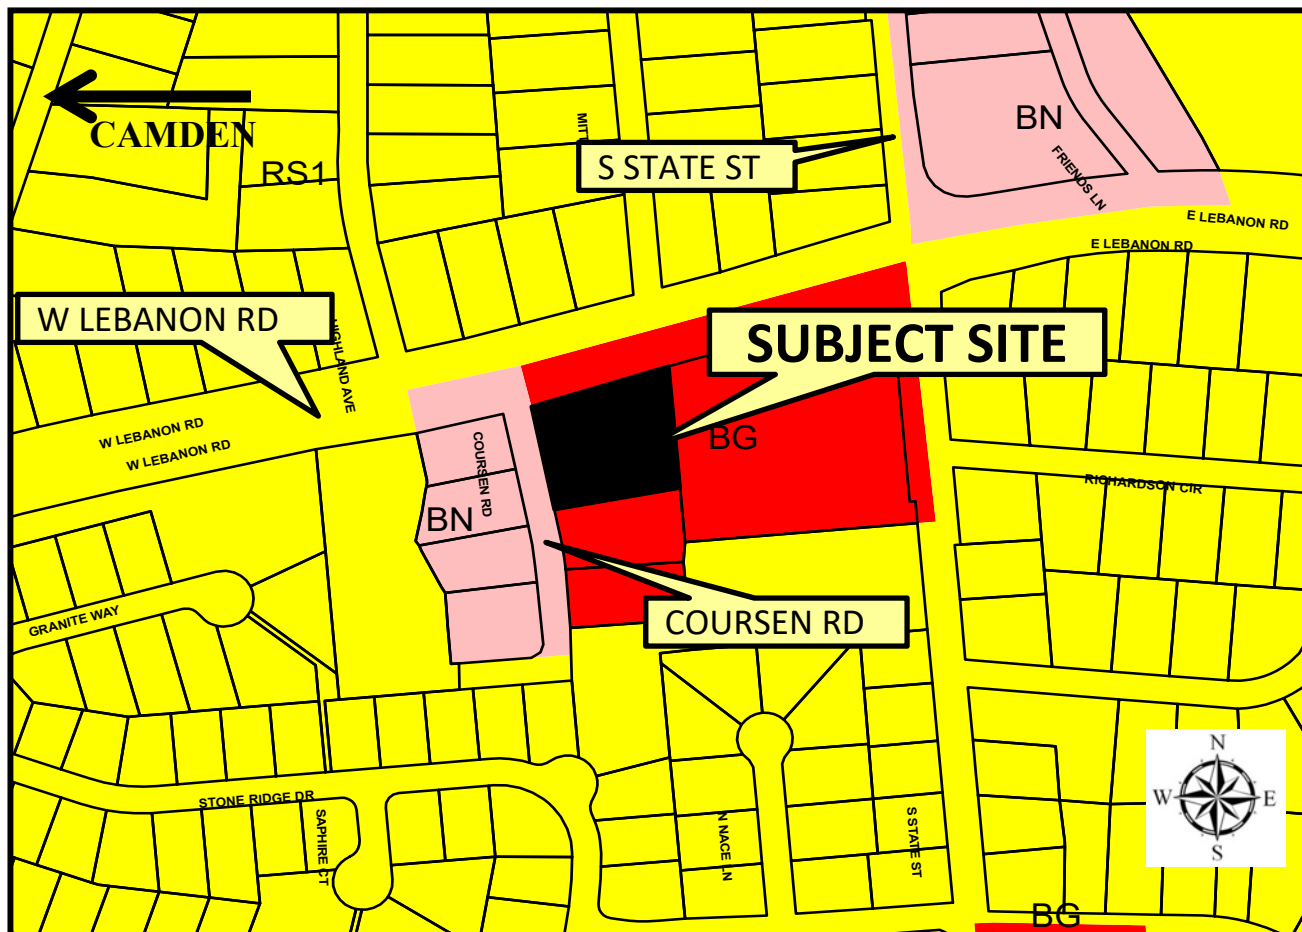 CAMDEN
RS1
S STATE ST
BN
FRIENDS LN
E LEBANON RD
E LEBANON RD
W LEBANON RD
HIGHLAND AVE
SUBJECT SITE
W LEBANON RD
W LEBANON RD
COURSEN RD
BG
RICHARDSON CIR
BN
COURSEN RD
GRANITE WAY
N
W
E
S
STONE RIDGE DR
SAPHIRE CT
N NACE LN
S STATE ST
BG